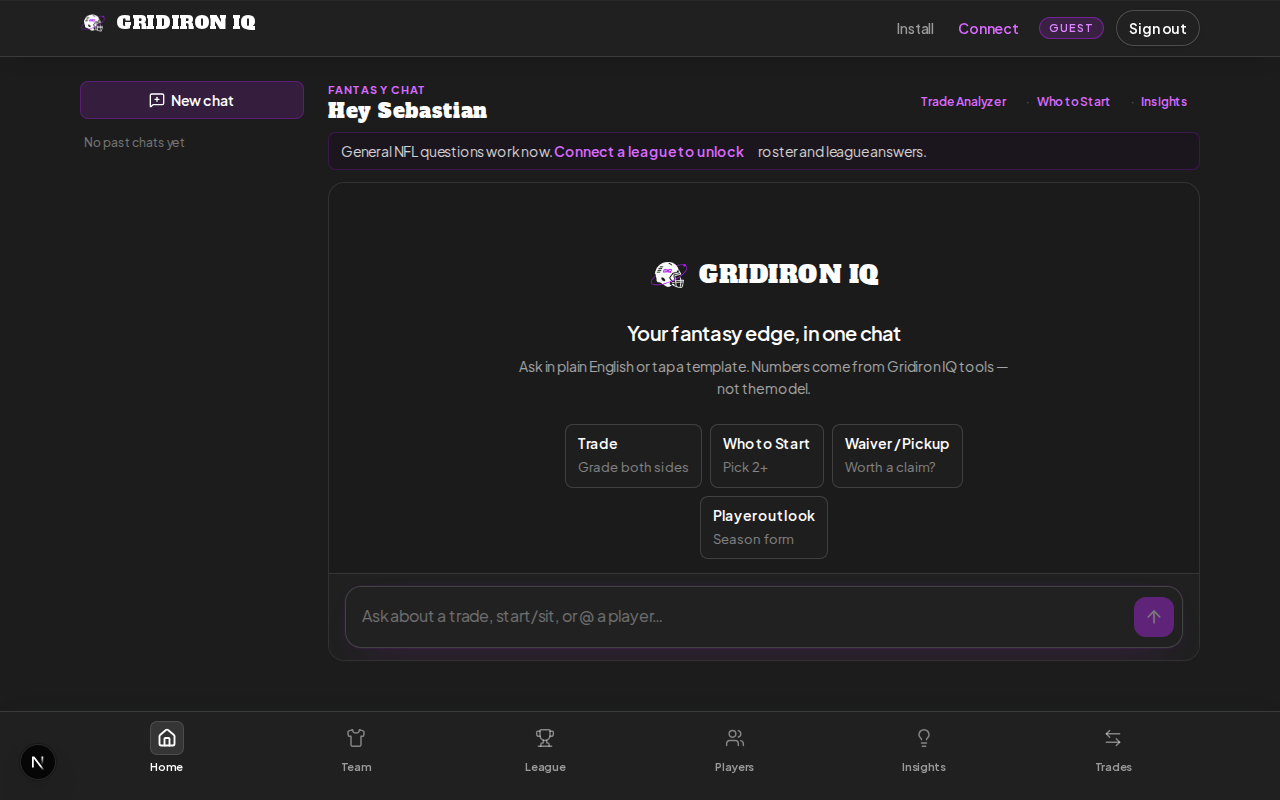 GRIDIRON IQ
Install
Connect
GUEST
Sign out
New chat
No past chats yet
FANTASY CHAT
Hey Sebastian
Trade Analyzer · Who to Start · Insights
General NFL questions work now. Connect a league to unlock roster and league answers.
GRIDIRON IQ
Your fantasy edge, in one chat
Ask in plain English or tap a template. Numbers come from Gridiron IQ tools —
not the model.
Trade
Grade both sides
Who to Start
Pick 2+
Waiver / Pickup
Worth a claim?
Player outlook
Season form
Ask about a trade, start/sit, or @ a player...
N
Home
Team
League
Players
Insights
Trades